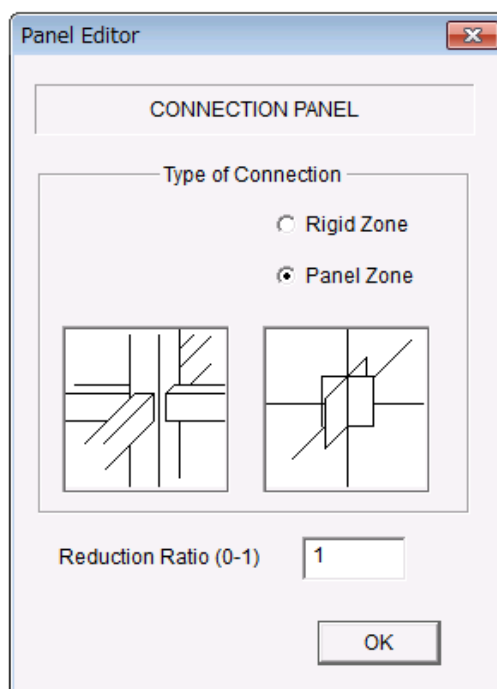 Panel Editor
CONNECTION PANEL
Type of Connection
Rigid Zone
Panel Zone
Reduction Ratio (0-1)
1
OK